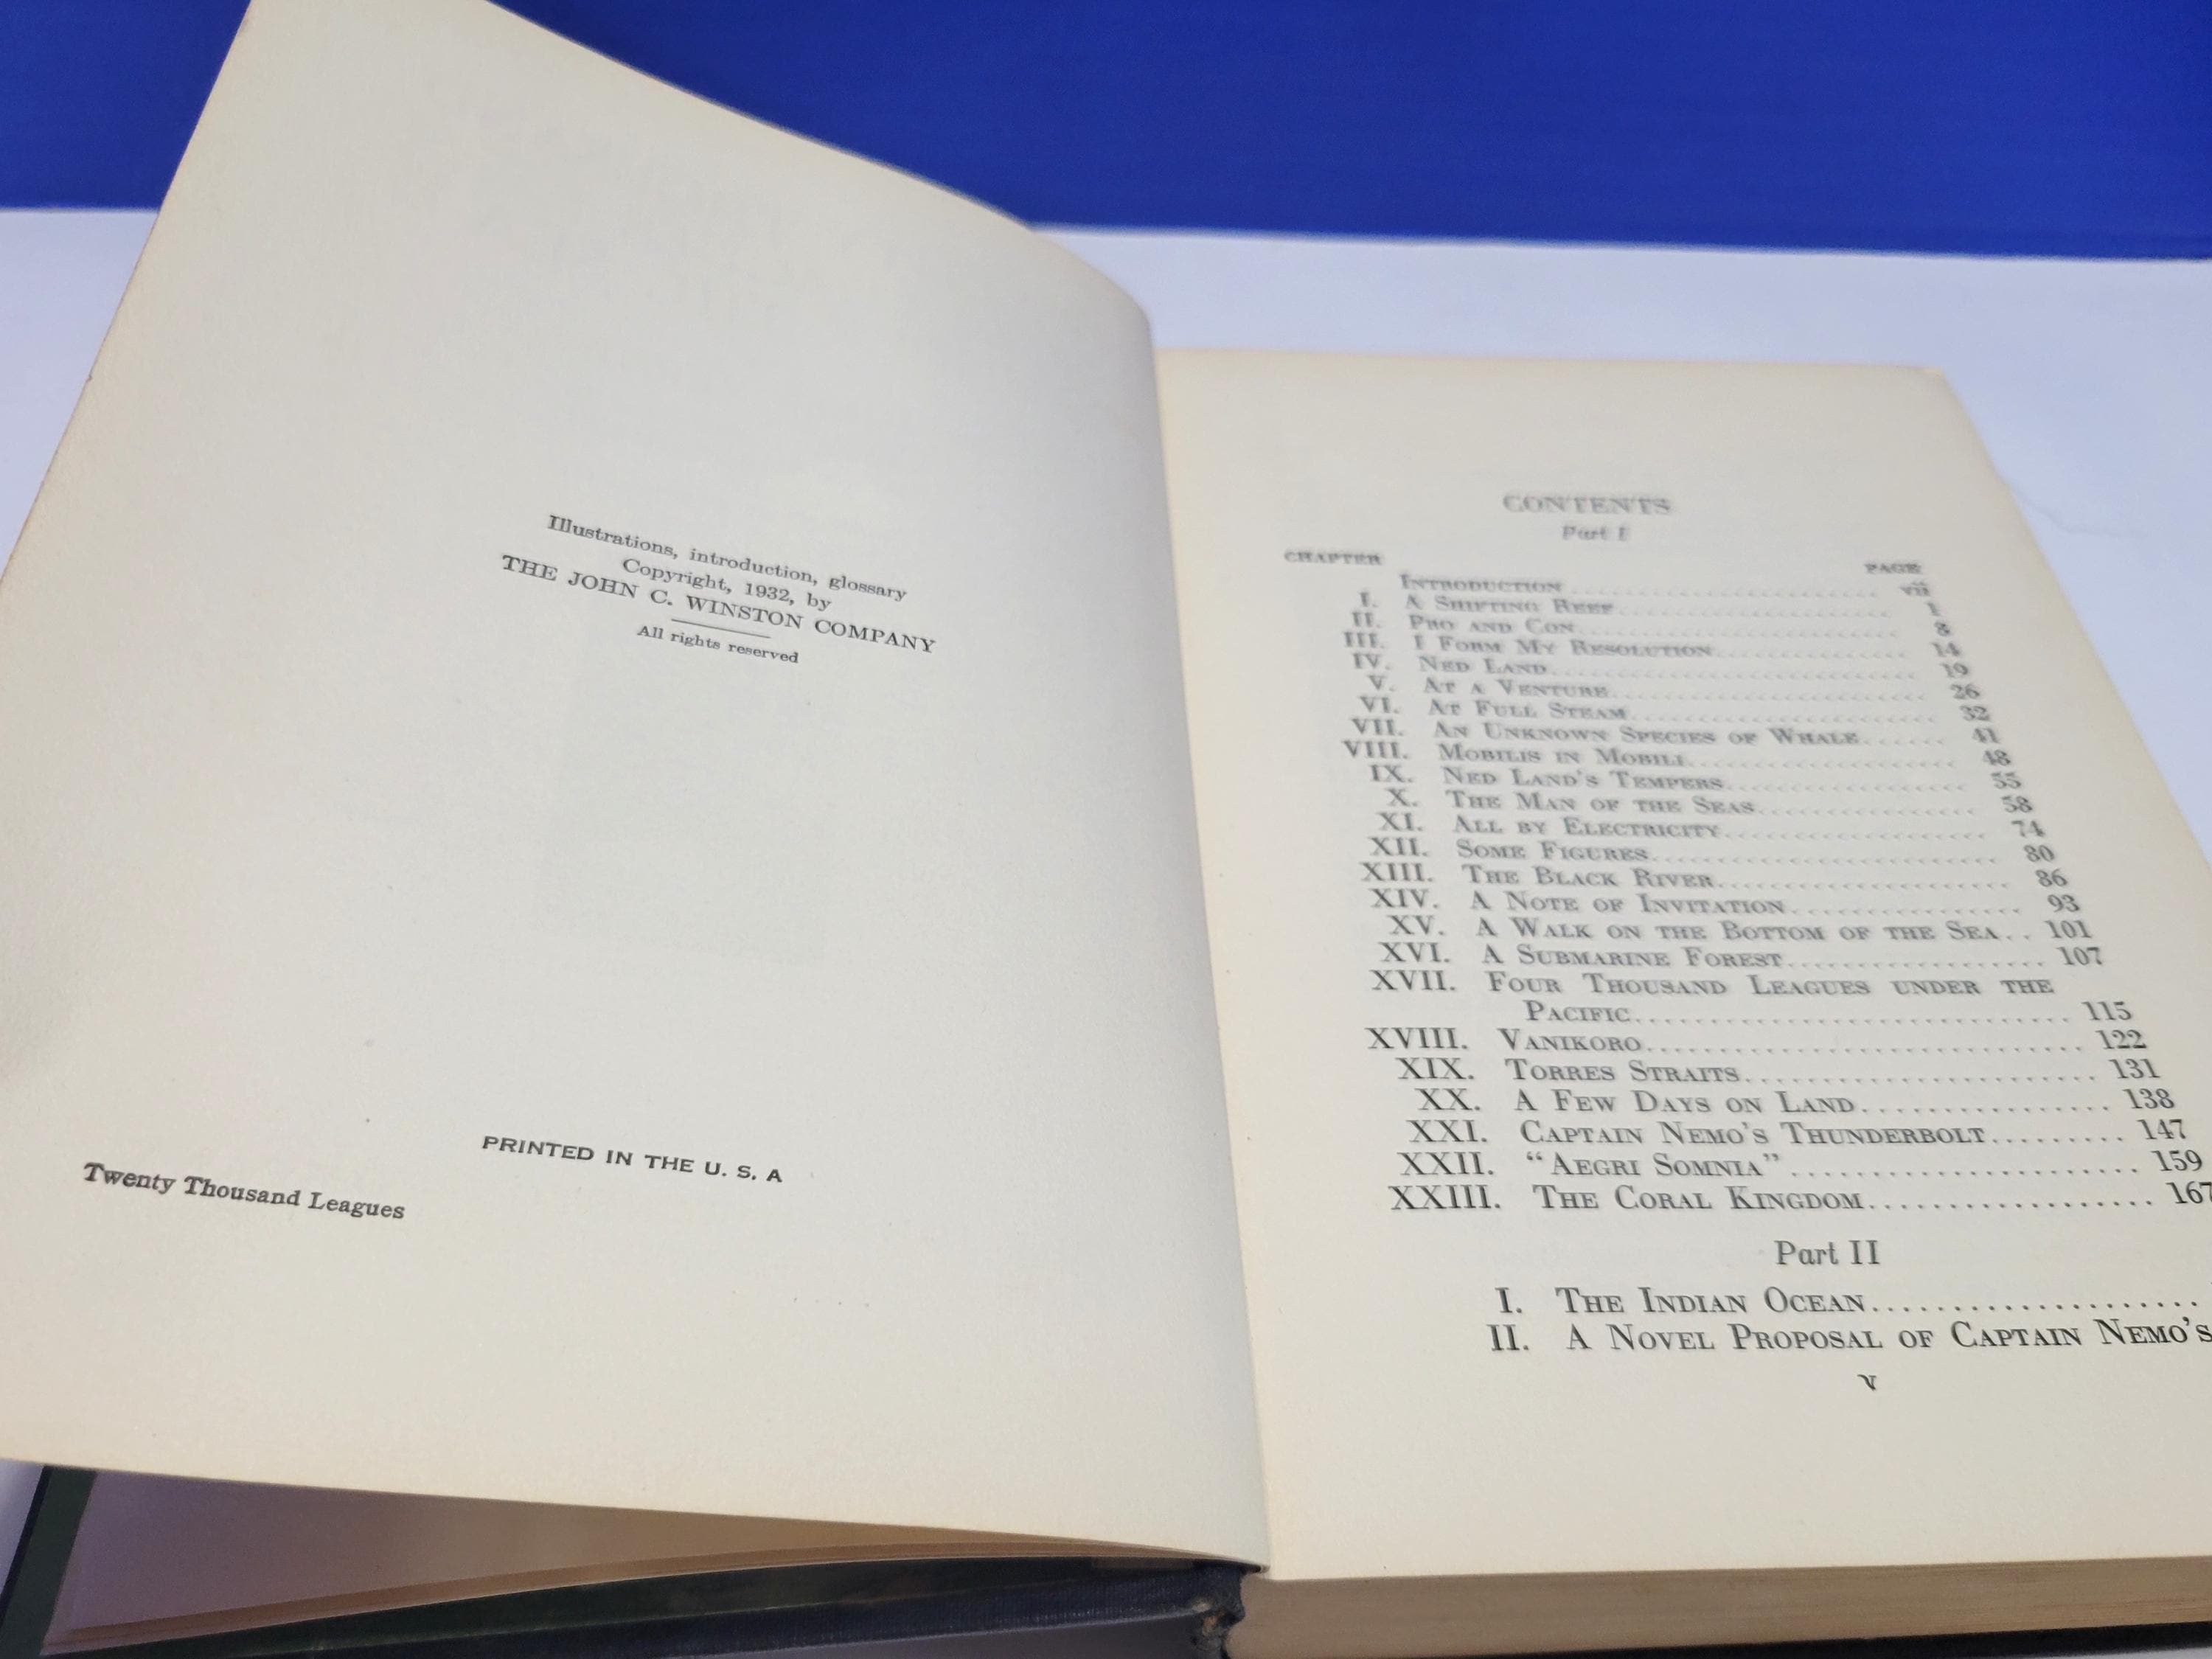 Illustrations, introduction, glossary
Copyright, 1932, by
THE JOHN C. WINSTON COMPANY
All rights reserved
PRINTED IN THE U. S. A
Twenty Thousand Leagues
CONTENTS
Part I
CHAPTER PAGE
INTRODUCTION........................ vii
I. A SHIFTING REEF........................ 1
II. PRO AND CON........................ 8
III. I FORM MY RESOLUTION............... 14
IV. NED LAND........................ 19
V. AT A VENTURE........................ 26
VI. AT FULL STEAM........................ 32
VII. AN UNKNOWN SPECIES OF WHALE...... 41
VIII. MOBILIS IN MOBILI.................... 48
IX. NED LAND'S TEMPERS................. 55
X. THE MAN OF THE SEAS............... 58
XI. ALL BY ELECTRICITY.................. 74
XII. SOME FIGURES........................ 80
XIII. THE BLACK RIVER.................... 86
XIV. A NOTE OF INVITATION............... 93
XV. A WALK ON THE BOTTOM OF THE SEA.. 101
XVI. A SUBMARINE FOREST.................. 107
XVII. FOUR THOUSAND LEAGUES UNDER THE
PACIFIC............................. 115
XVIII. VANIKORO............................. 122
XIX. TORRES STRAITS........................ 131
XX. A FEW DAYS ON LAND................ 138
XXI. CAPTAIN NEMO'S THUNDERBOLT......... 147
XXII. "AEGRI SOMNIA"...................... 159
XXIII. THE CORAL KINGDOM.................. 167
Part II
I. THE INDIAN OCEAN.....................
II. A NOVEL PROPOSAL OF CAPTAIN NEMO'S
v